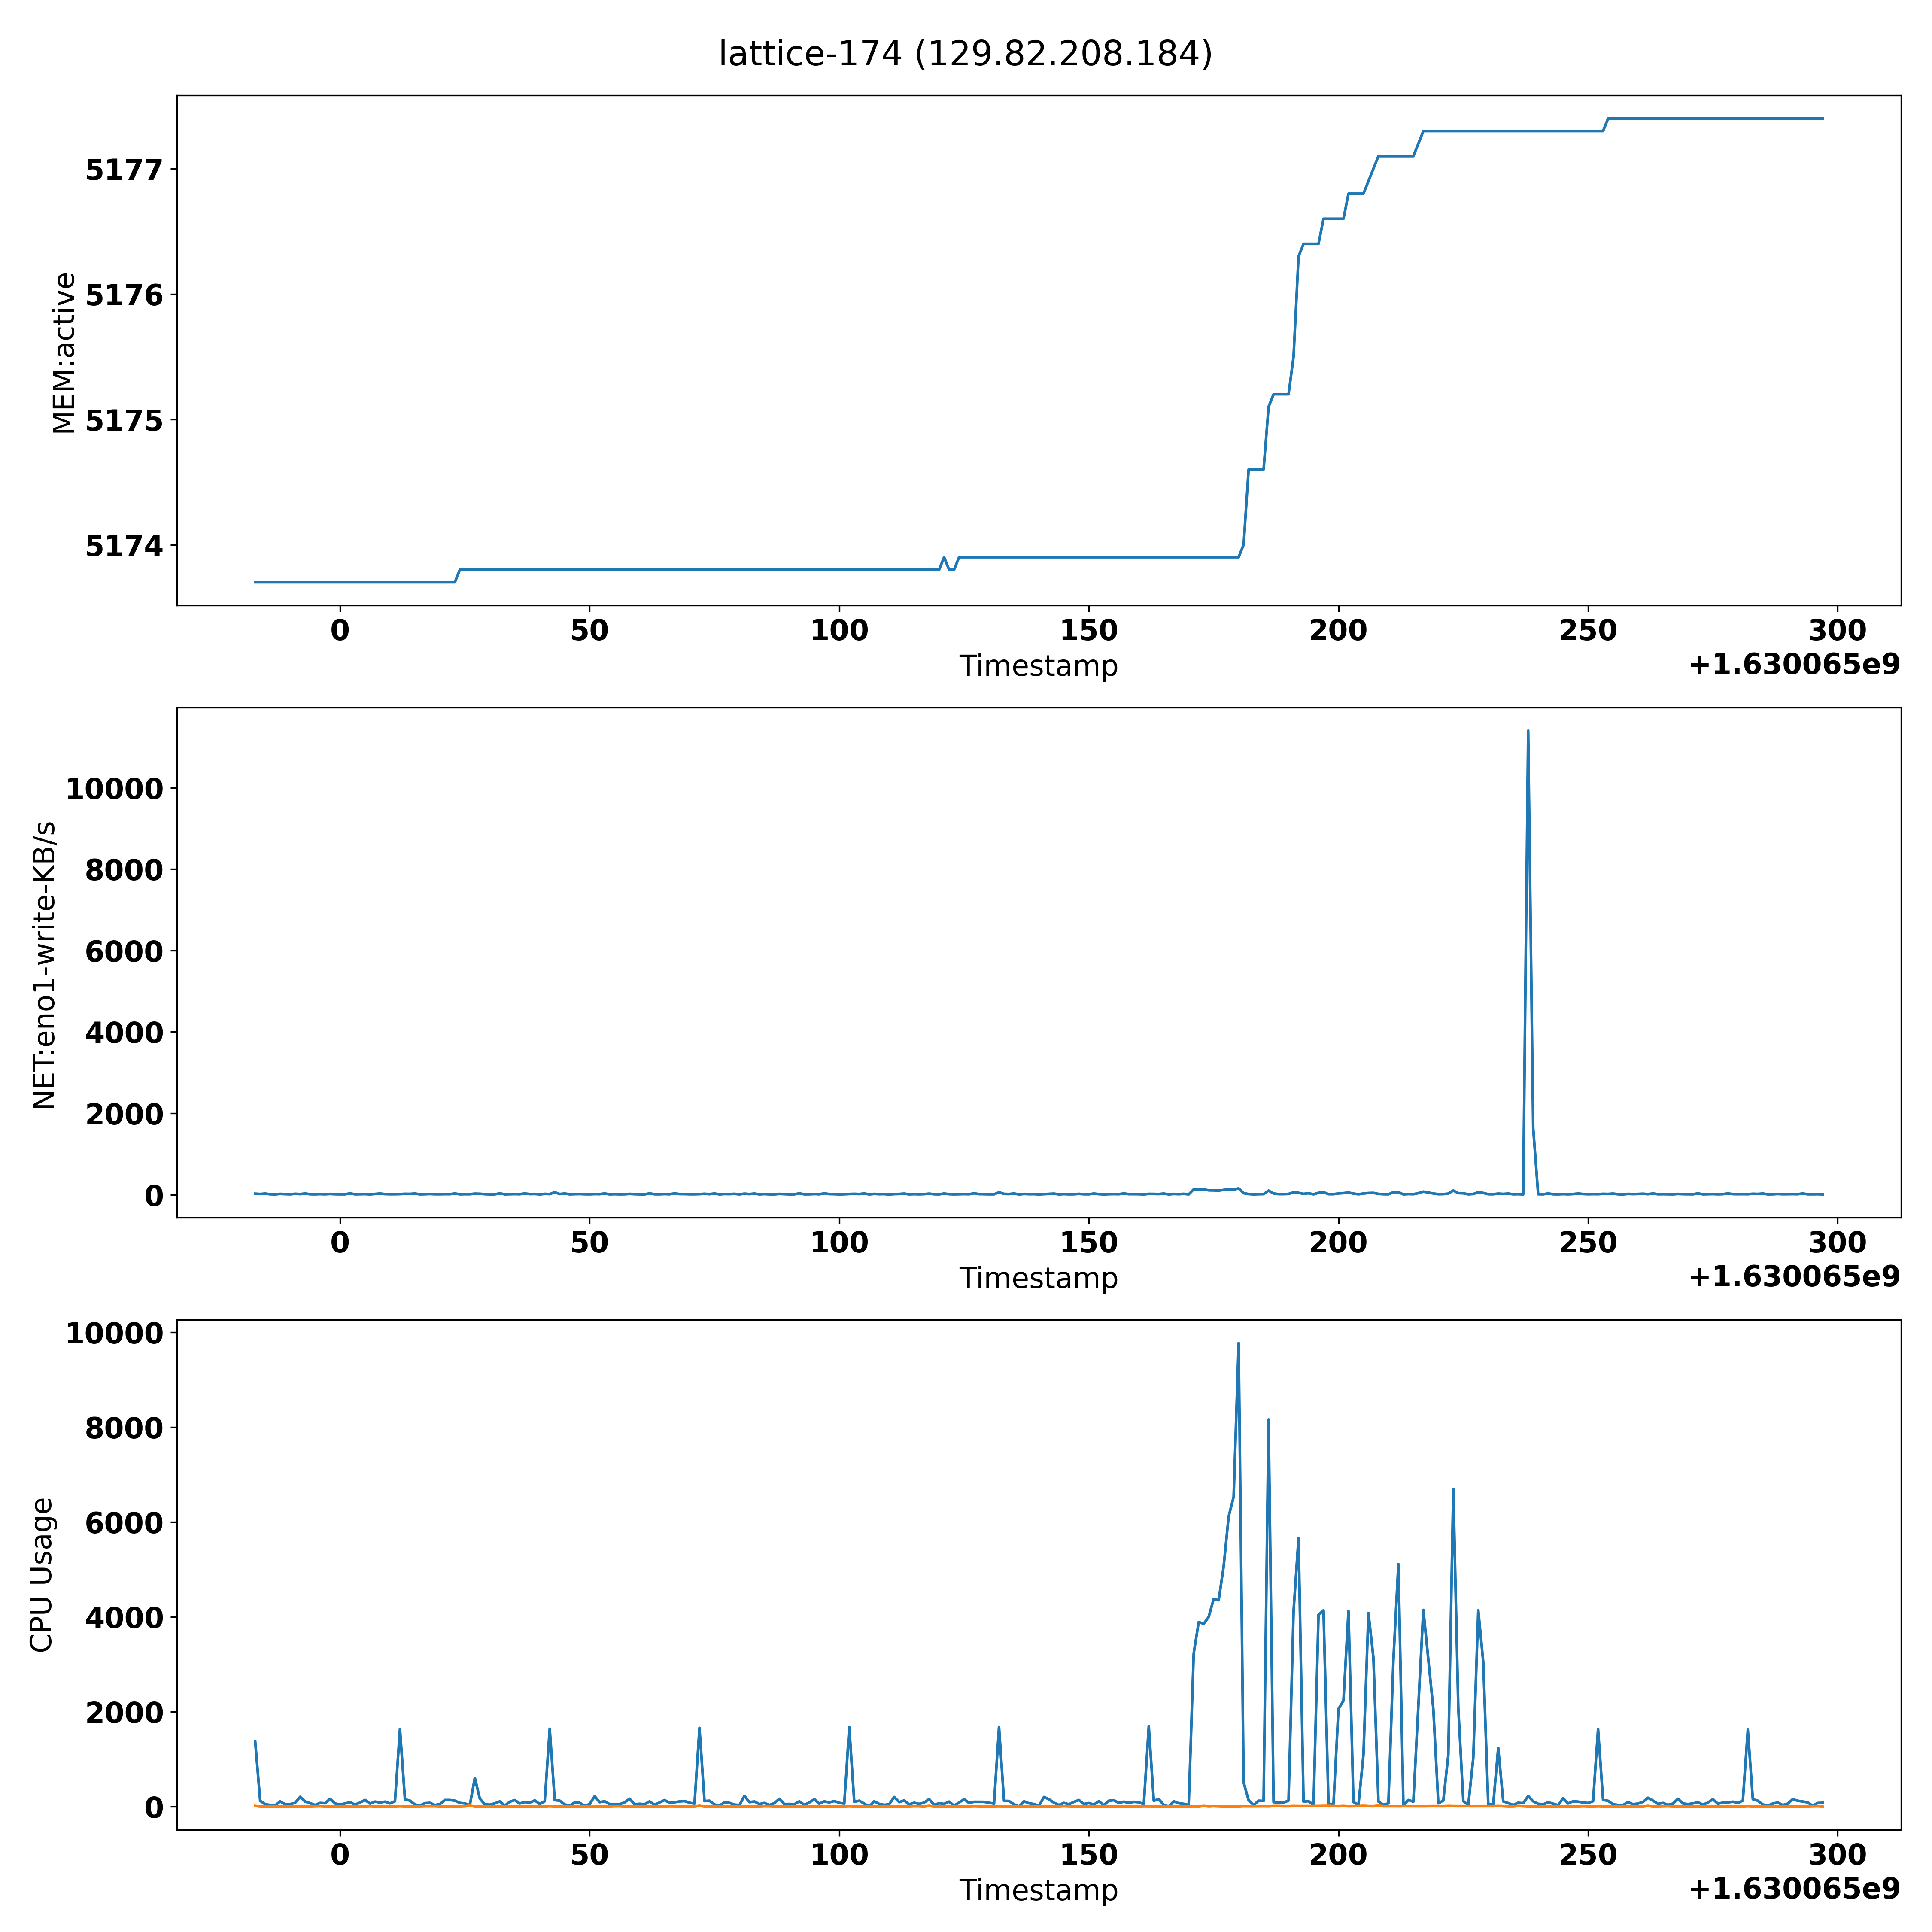 lattice-174 (129.82.208.184)
5177
5176
5175
5174
MEM:active
0 50 100 150 200 250 300
Timestamp
+1.630065e9
10000
8000
6000
4000
2000
0
NET:eno1-write-KB/s
0 50 100 150 200 250 300
Timestamp
+1.630065e9
10000
8000
6000
4000
2000
0
CPU Usage
0 50 100 150 200 250 300
Timestamp
+1.630065e9